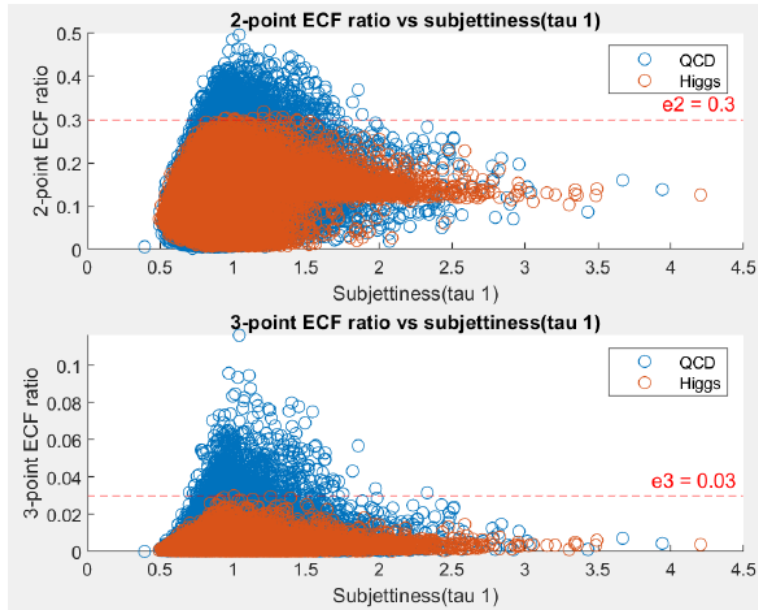 2-point ECF ratio vs subjettiness(tau 1)
0.5
0.4
0.3
0.2
0.1
0
2-point ECF ratio
QCD
Higgs
e2 = 0.3
0 0.5 1 1.5 2 2.5 3 3.5 4 4.5
Subjettiness(tau 1)
3-point ECF ratio vs subjettiness(tau 1)
0.1
0.08
0.06
0.04
0.02
0
3-point ECF ratio
QCD
Higgs
e3 = 0.03
0 0.5 1 1.5 2 2.5 3 3.5 4 4.5
Subjettiness(tau 1)